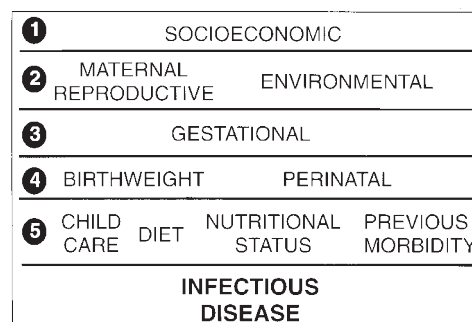 1 SOCIOECONOMIC
2 MATERNAL REPRODUCTIVE ENVIRONMENTAL
3 GESTATIONAL
4 BIRTHWEIGHT PERINATAL
5 CHILD CARE DIET NUTRITIONAL STATUS PREVIOUS MORBIDITY
INFECTIOUS
DISEASE